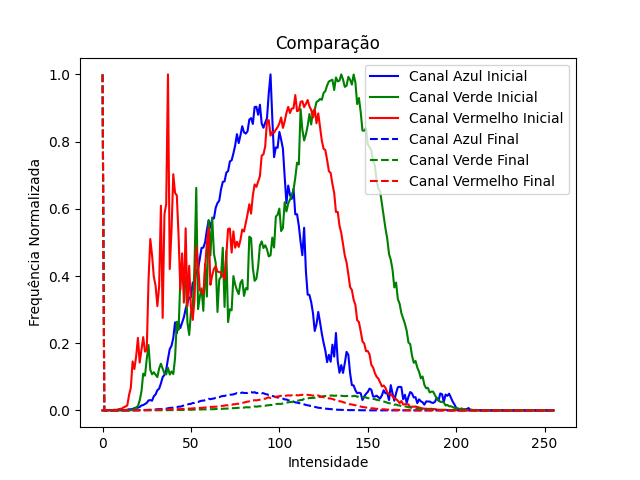 Comparação
Frequência Normalizada
1.0
0.8
0.6
0.4
0.2
0.0
Canal Azul Inicial
Canal Verde Inicial
Canal Vermelho Inicial
Canal Azul Final
Canal Verde Final
Canal Vermelho Final
0
50
100
150
200
250
Intensidade